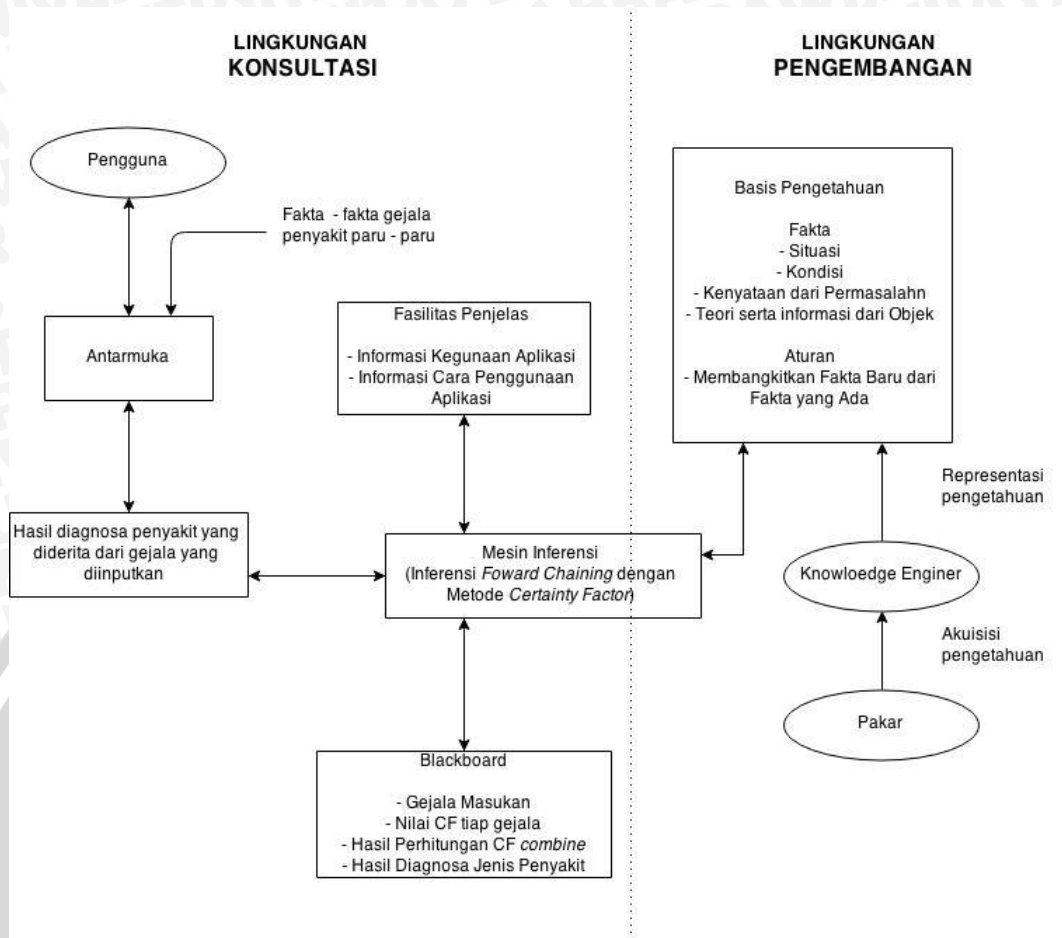 LINGKUNGAN
KONSULTASI
LINGKUNGAN
PENGEMBANGAN
Pengguna
Fakta - fakta gejala
penyakit paru - paru
Antarmuka
Fasilitas Penjelas
- Informasi Kegunaan Aplikasi
- Informasi Cara Penggunaan
Aplikasi
Hasil diagnosa penyakit yang
diderita dari gejala yang
diinputkan
Mesin Inferensi
(Inferensi Foward Chaining dengan
Metode Certainty Factor)
Blackboard
- Gejala Masukan
- Nilai CF tiap gejala
- Hasil Perhitungan CF combine
- Hasil Diagnosa Jenis Penyakit
Basis Pengetahuan
Fakta
- Situasi
- Kondisi
- Kenyataan dari Permasalahn
- Teori serta informasi dari Objek
Aturan
- Membangkitkan Fakta Baru dari
Fakta yang Ada
Representasi
pengetahuan
Knowloedge Enginer
Akuisisi
pengetahuan
Pakar